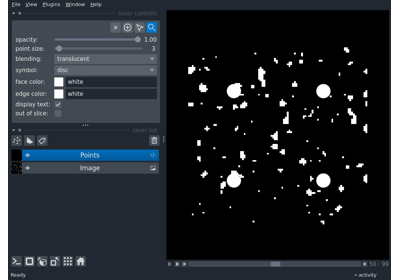 File View Plugins Window Help
layer controls
opacity: 1.00
point size: 3
blending: translucent
symbol: disc
face color: white
edge color: white
display text:
out of slice:
layer list
Points
Image
50 99
Ready
activity